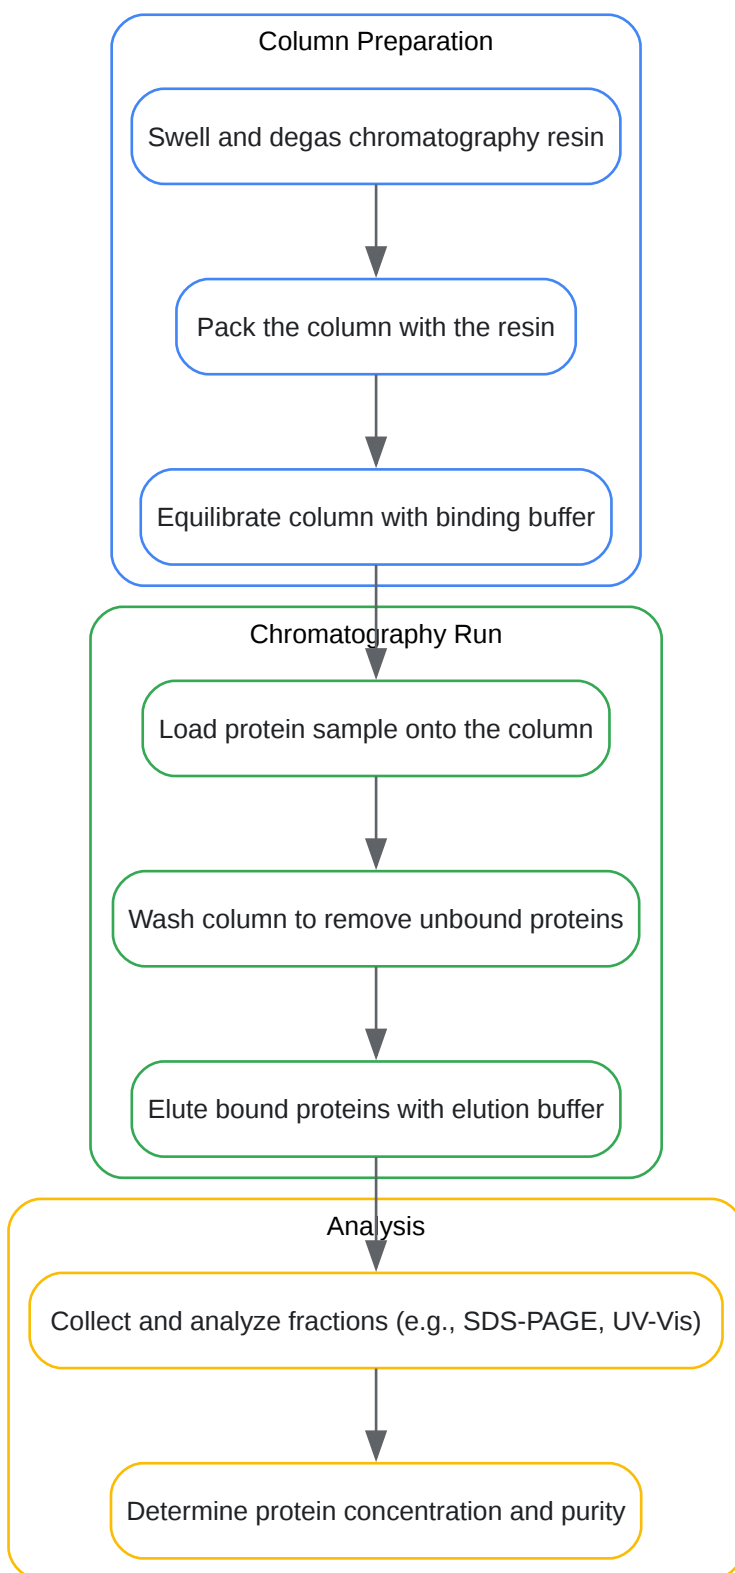 Column Preparation
Swell and degas chromatography resin
Pack the column with the resin
Equilibrate column with binding buffer
Chromatography Run
Load protein sample onto the column
Wash column to remove unbound proteins
Elute bound proteins with elution buffer
Analysis
Collect and analyze fractions (e.g., SDS-PAGE, UV-Vis)
Determine protein concentration and purity